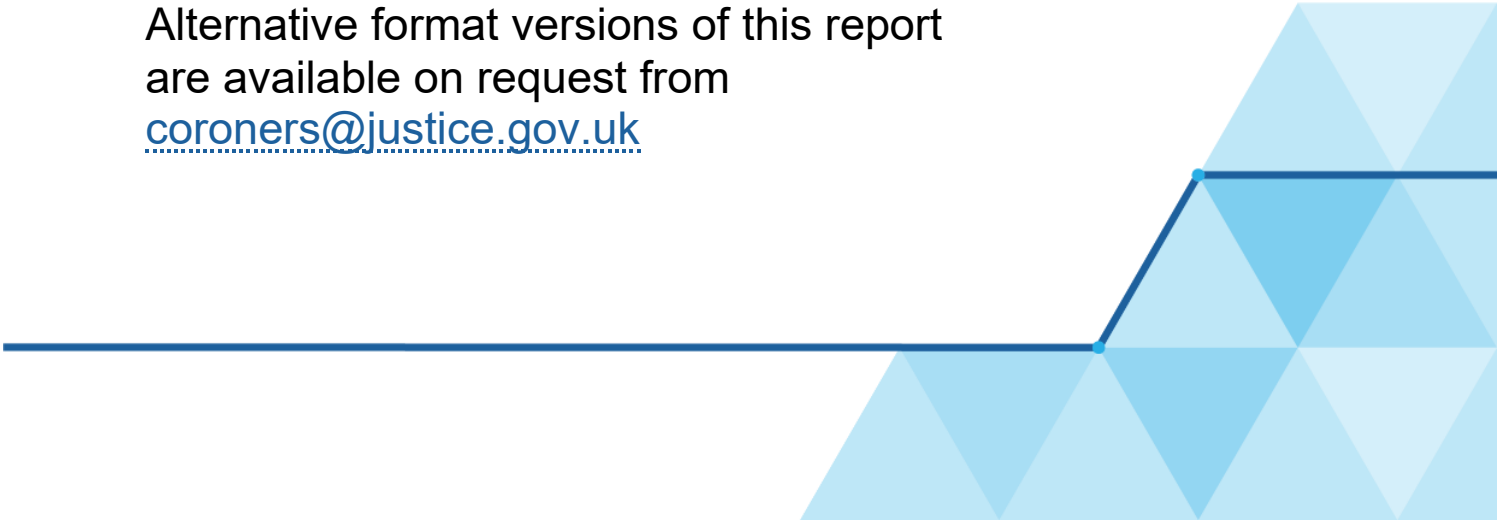 Alternative format versions of this report
are available on request from
coroners@justice.gov.uk